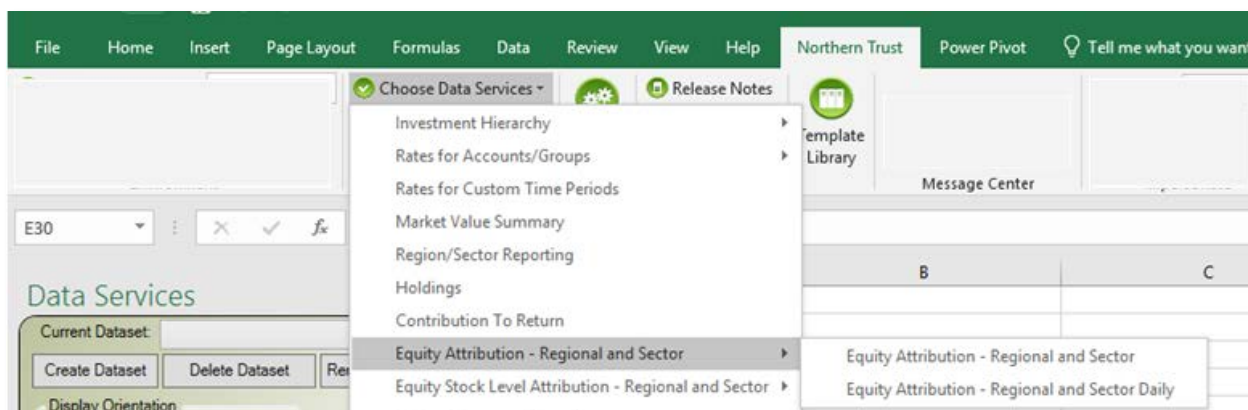 File Home Insert Page Layout Formulas Data Review View Help Northern Trust Power Pivot Tell me what you want
Choose Data Services Release Notes
Template
Library
Message Center
Investment Hierarchy
Rates for Accounts/Groups
Rates for Custom Time Periods
Market Value Summary
Region/Sector Reporting
Holdings
Contribution To Return
Equity Attribution - Regional and Sector
Equity Stock Level Attribution - Regional and Sector
Equity Attribution - Regional and Sector
Equity Attribution - Regional and Sector Daily
E30 fx
B C
Data Services
Current Dataset:
Create Dataset Delete Dataset
Display Orientation